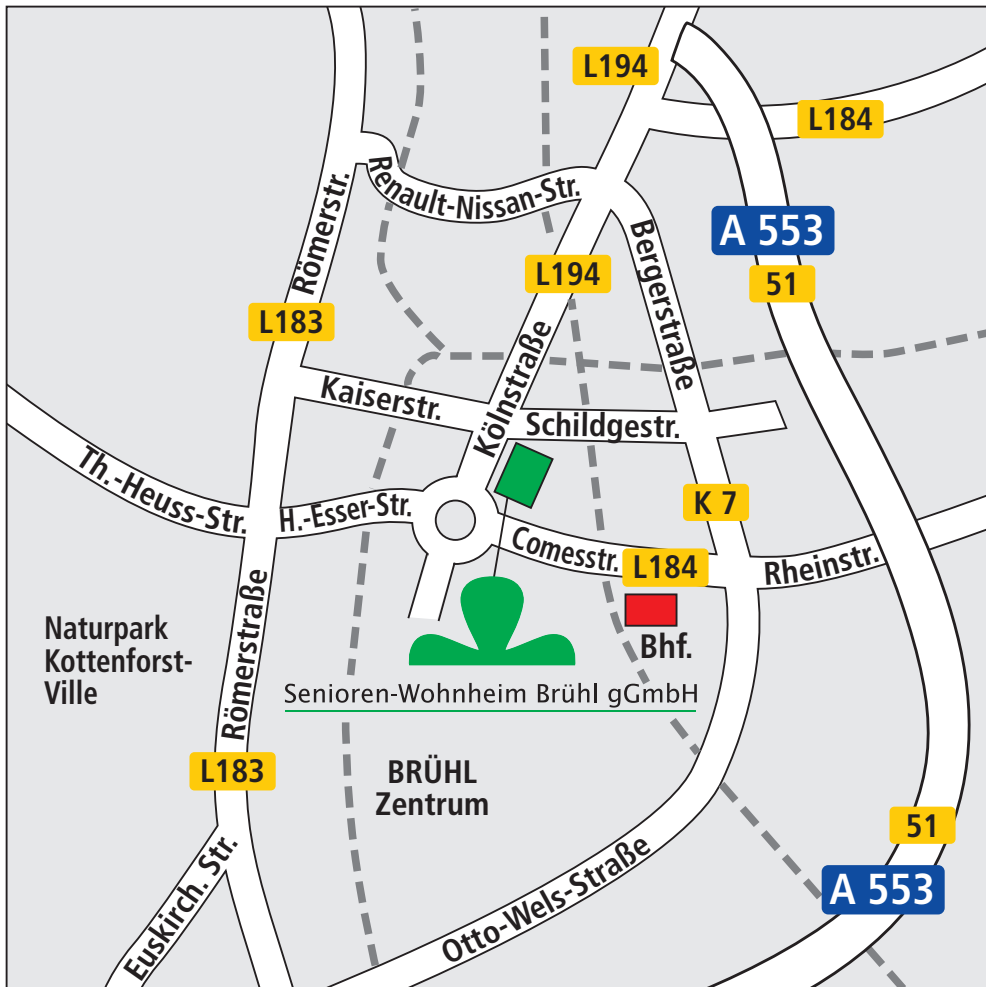 L194
L184
Renault-Nissan-Str.
Römerstr.
A 553
Bergerstraße
L194
51
L183
Kölnstraße
Kaiserstr.
Schildgestr.
Th.-Heuss-Str.
H.-Esser-Str.
K 7
Comesstr.
L184
Rheinstr.
Naturpark
Kottenforst-
Ville
Bhf.
Römerstraße
Senioren-Wohnheim Brühl gGmbH
L183
BRÜHL
Zentrum
51
A 553
Euskirch. Str.
Otto-Wels-Straße